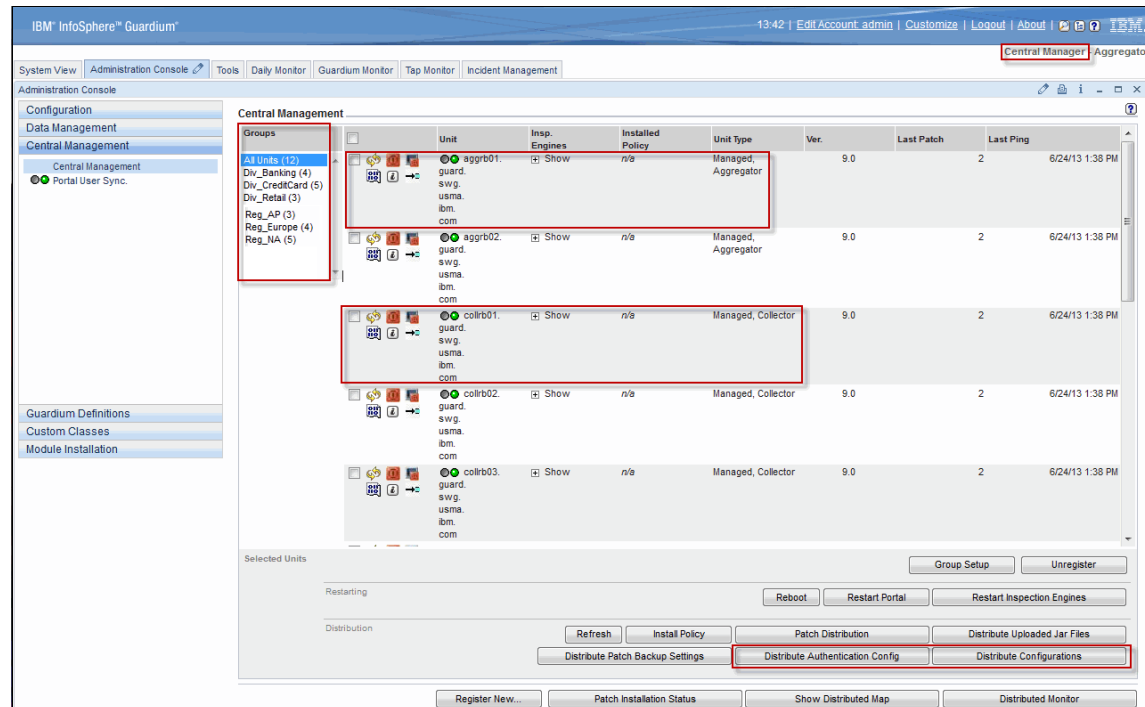 IBM® InfoSphere™ Guardium®
13:42 | Edit Account: admin | Customize | Logout | About |
IBM
Central Manager - Aggregato
System View Administration Console Tools Daily Monitor Guardium Monitor Tap Monitor Incident Management
Administration Console
Configuration
Data Management
Central Management
Central Management
Portal User Sync.
Guardium Definitions
Custom Classes
Module Installation
Central Management
Groups
All Units (12)
Div_Banking (4)
Div_CreditCard (5)
Div_Retail (3)
Reg_AP (3)
Reg_Europe (4)
Reg_NA (5)
Unit Insp. Engines Installed Policy Unit Type Ver. Last Patch Last Ping
aggrb01. Show n/a Managed, 9.0 2 6/24/13 1:38 PM
guard. Aggregator
swg.
usma.
ibm.
com
aggrb02. Show n/a Managed, 9.0 2 6/24/13 1:38 PM
guard. Aggregator
swg.
usma.
ibm.
com
collrb01. Show n/a Managed, Collector 9.0 2 6/24/13 1:38 PM
guard.
swg.
usma.
ibm.
com
collrb02. Show n/a Managed, Collector 9.0 2 6/24/13 1:38 PM
guard.
swg.
usma.
ibm.
com
collrb03. Show n/a Managed, Collector 9.0 2 6/24/13 1:38 PM
guard.
swg.
usma.
ibm.
com
Selected Units
Group Setup Unregister
Restarting
Reboot Restart Portal Restart Inspection Engines
Distribution
Refresh Install Policy Patch Distribution Distribute Uploaded Jar Files
Distribute Patch Backup Settings Distribute Authentication Config Distribute Configurations
Register New... Patch Installation Status Show Distributed Map Distributed Monitor